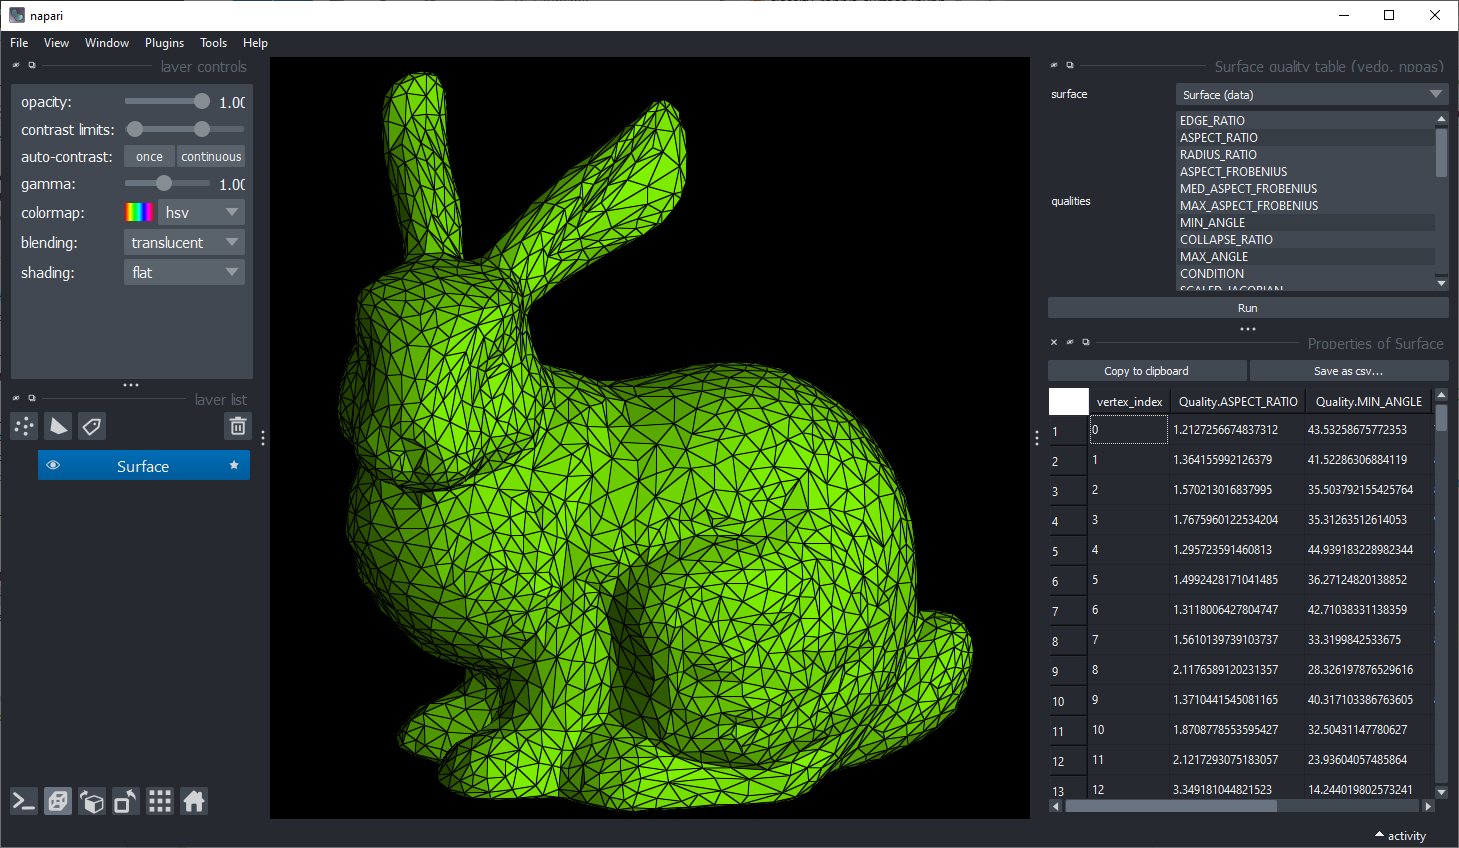 napari
File View Window Plugins Tools Help
layer controls
opacity: 1.00
contrast limits:
auto-contrast: once continuous
gamma: 1.00
colormap: hsv
blending: translucent
shading: flat
layer list
Surface
Surface quality table (vedo, nppas)
surface Surface (data)
qualities
EDGE_RATIO
ASPECT_RATIO
RADIUS_RATIO
ASPECT_FROBENIUS
MED_ASPECT_FROBENIUS
MAX_ASPECT_FROBENIUS
MIN_ANGLE
COLLAPSE_RATIO
MAX_ANGLE
CONDITION
SCALED_JACOBIAN
Run
Properties of Surface
Copy to clipboard Save as csv...
vertex_index Quality.ASPECT_RATIO Quality.MIN_ANGLE
1 0 1.2127256674837312 43.53258675772353
2 1 1.364155992126379 41.52286306884119
3 2 1.570213016837995 35.503792155425764
4 3 1.7675960122534204 35.31263512614053
5 4 1.295723591460813 44.939183228982344
6 5 1.4992428171041485 36.27124820138852
7 6 1.3118006427804747 42.71038331138359
8 7 1.5610139739103737 33.3199842533675
9 8 2.1176589120231357 28.326197876529616
10 9 1.3710441545081165 40.317103386763605
11 10 1.8708778553595427 32.50431147780627
12 11 2.1217293075183057 23.93604057485864
13 12 3.349181044821523 14.244019802573241
activity